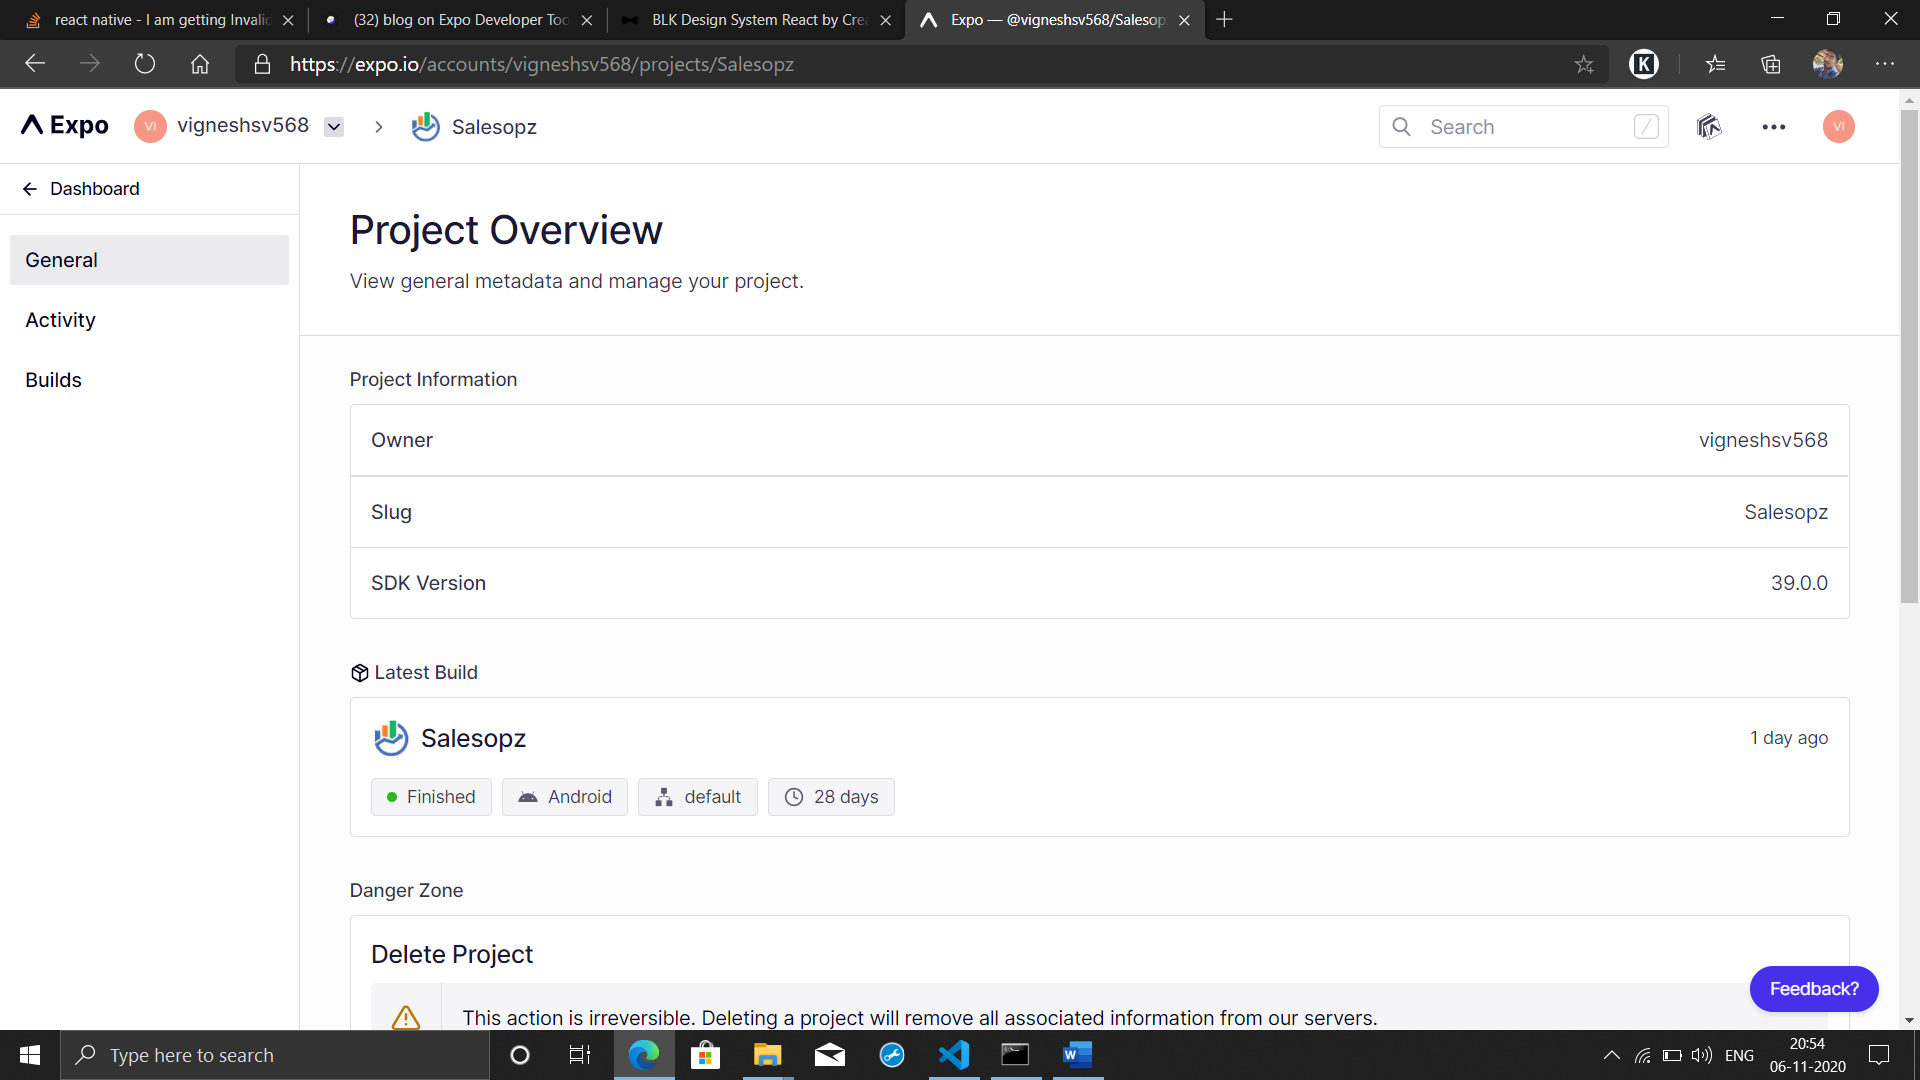 react native - I am getting Invali
(32) blog on Expo Developer Too
BLK Design System React by Cre
Expo — @vigneshsv568/Salesop
https://expo.io/accounts/vigneshsv568/projects/Salesopz
K
Expo
VI
vigneshsv568
Salesopz
Search
/
VI
Dashboard
General
Activity
Builds
Project Overview
View general metadata and manage your project.
Project Information
Owner
vigneshsv568
Slug
Salesopz
SDK Version
39.0.0
Latest Build
Salesopz
1 day ago
Finished
Android
default
28 days
Danger Zone
Delete Project
This action is irreversible. Deleting a project will remove all associated information from our servers.
Feedback?
Type here to search
W
ENG
20:54
06-11-2020